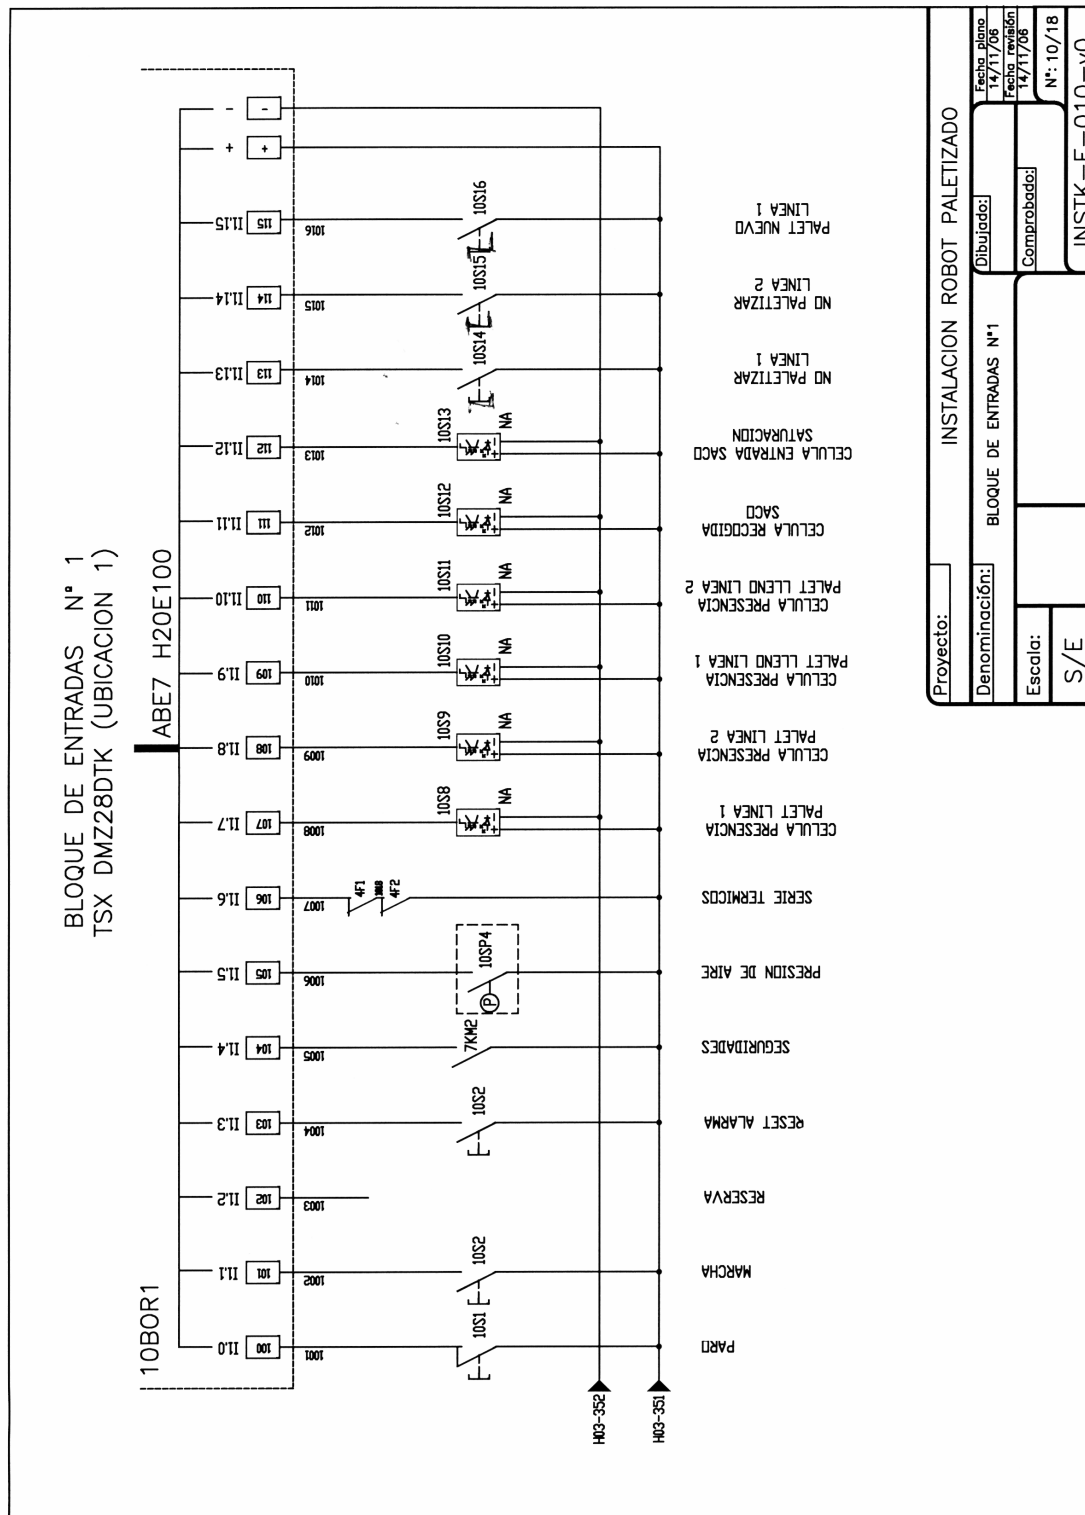 BLOQUE DE ENTRADAS Nº 1
TSX DMZ28DTK (UBICACION 1)
10BOR1
ABE7 H20E100
I1.0
I1.1
I1.2
I1.3
I1.4
I1.5
I1.6
I1.7
I1.8
I1.9
I1.10
I1.11
I1.12
I1.13
I1.14
I1.15
+
-
100
101
102
103
104
105
106
107
108
109
110
111
112
113
114
115
+
-
1001
1002
1003
1004
1005
1006
1007
1008
1009
1010
1011
1012
1013
1014
1015
1016
4F1
4F2
10S1
10S2
10S2
7KM2
P
10SP4
10S8
NA
10S9
NA
10S10
NA
10S11
NA
10S12
NA
10S13
NA
10S14
10S15
10S16
H03-352
H03-351
PARO
MARCHA
RESERVA
RESET ALARMA
SEGURIDADES
PRESION DE AIRE
SERIE TERMICOS
CELULA PRESENCIA
PALET LINEA 1
CELULA PRESENCIA
PALET LINEA 2
CELULA PRESENCIA
PALET LLENO LINEA 1
CELULA PRESENCIA
PALET LLENO LINEA 2
CELULA RECOGIDA
SACO
CELULA ENTRADA SACO
SATURACION
NO PALETIZAR
LINEA 1
NO PALETIZAR
LINEA 2
PALET NUEVO
LINEA 1
Proyecto:
INSTALACION ROBOT PALETIZADO
Denominación:
BLOQUE DE ENTRADAS Nº1
Dibujado:
Fecha plano
14/11/06
Fecha revisión
14/11/06
Escala:
S/E
Comprobado:
Nº: 10/18
INSTK-E-010-v0